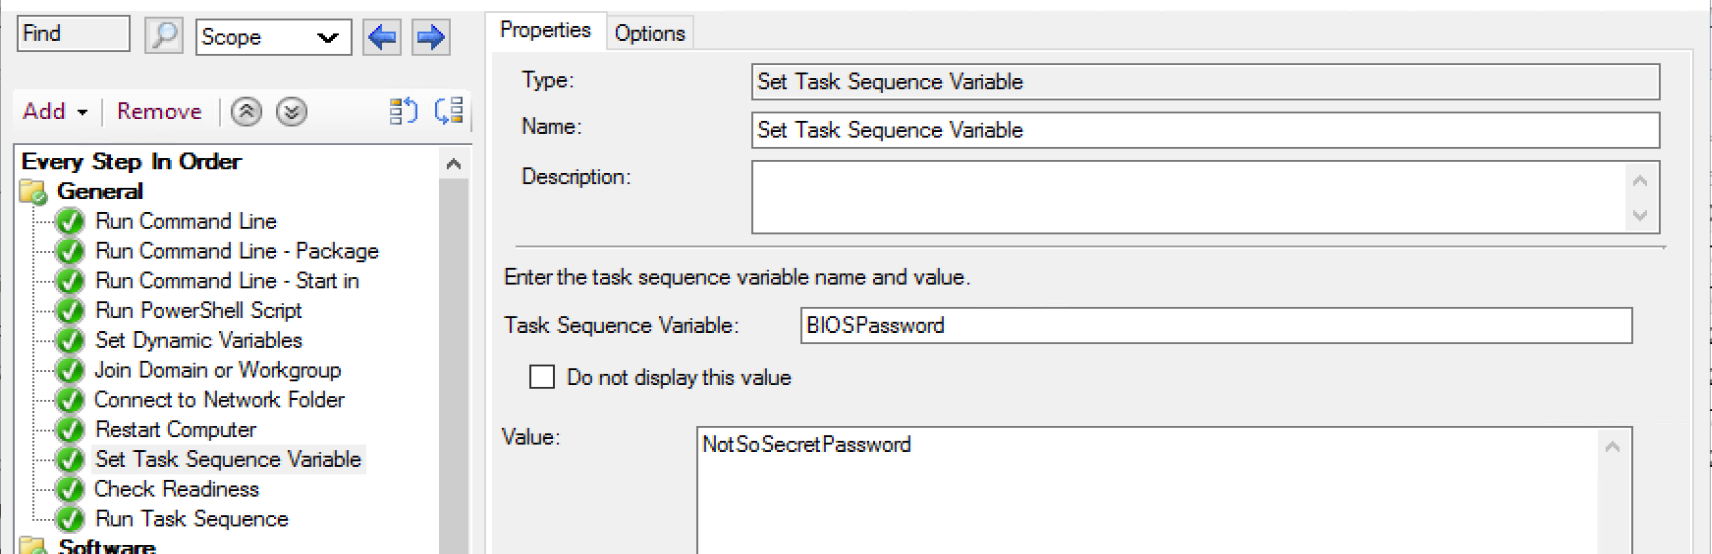 Find
Scope
Add
Remove
Every Step In Order
General
Run Command Line
Run Command Line - Package
Run Command Line - Start in
Run PowerShell Script
Set Dynamic Variables
Join Domain or Workgroup
Connect to Network Folder
Restart Computer
Set Task Sequence Variable
Check Readiness
Run Task Sequence
Software
Properties
Options
Type: Set Task Sequence Variable
Name: Set Task Sequence Variable
Description:
Enter the task sequence variable name and value.
Task Sequence Variable: BIOSPassword
Do not display this value
Value: NotSoSecretPassword